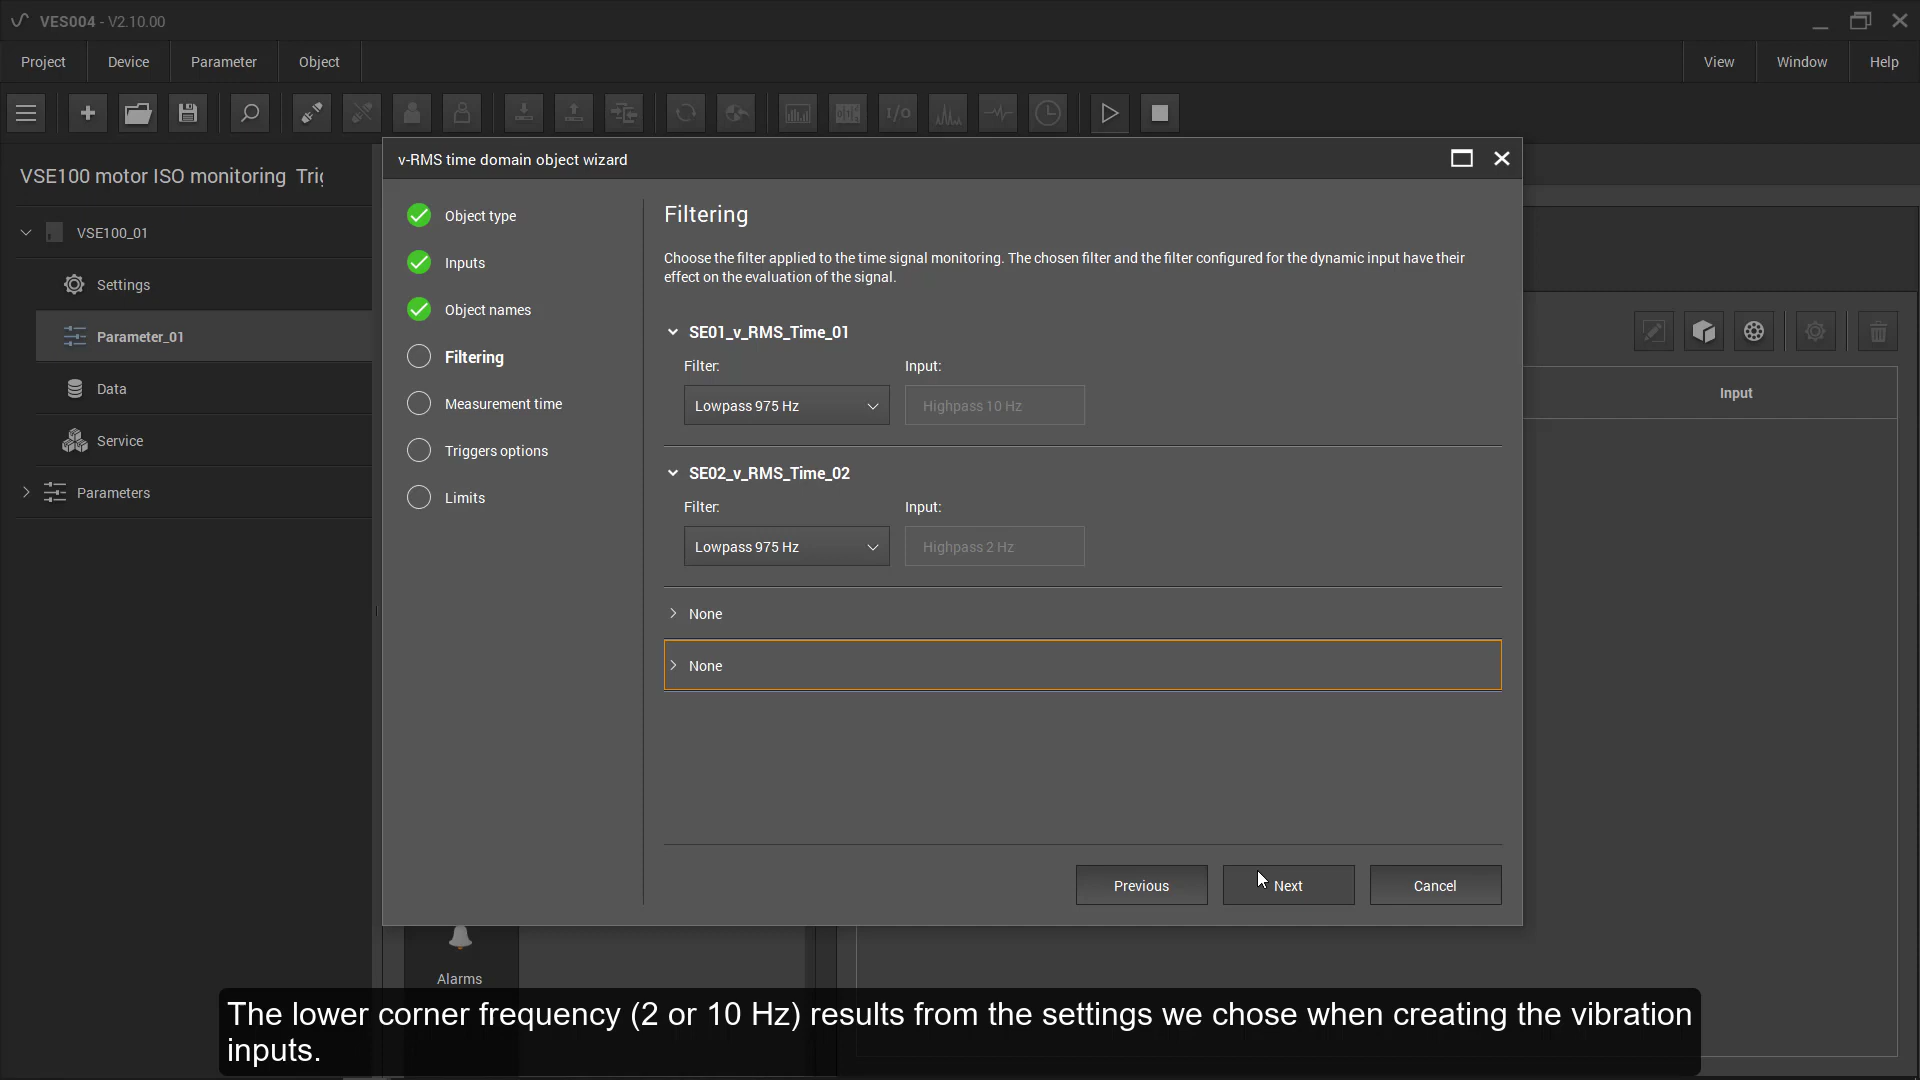 VES004 - V2.10.00
Project Device Parameter Object View Window Help
I/O
v-RMS time domain object wizard
VSE100 motor ISO monitoring
VSE100_01
Settings
Parameter_01
Data
Service
Parameters
Object type
Inputs
Object names
Filtering
Measurement time
Triggers options
Limits
Filtering
Choose the filter applied to the time signal monitoring. The chosen filter and the filter configured for the dynamic input have their
effect on the evaluation of the signal.
SE01_v_RMS_Time_01
Filter: Input:
Lowpass 975 Hz Highpass 10 Hz
SE02_v_RMS_Time_02
Filter: Input:
Lowpass 975 Hz Highpass 2 Hz
None
None
Previous Next Cancel
Input
Alarms
The lower corner frequency (2 or 10 Hz) results from the settings we chose when creating the vibration
inputs.